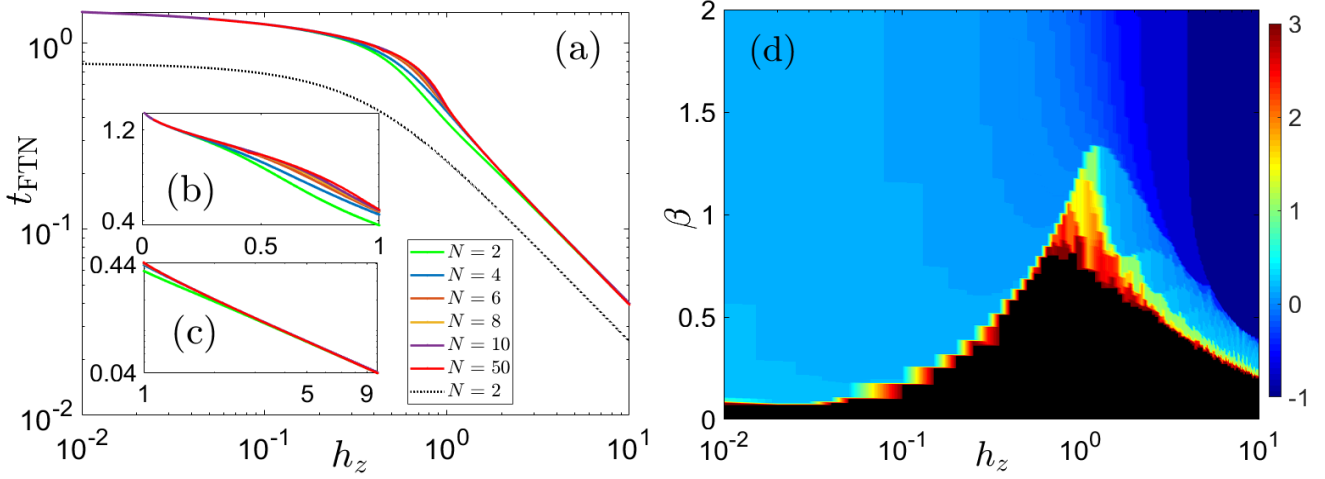 (a)
10^0
10^-1
10^-2
t_FTN
(b)
1.2
0.4
0
0.5
1
(c)
0.44
0.04
1
5
9
N = 2
N = 4
N = 6
N = 8
N = 10
N = 50
N = 2
10^-2
10^-1
10^0
10^1
h_z
(d)
2
1.5
1
0.5
0
β
10^-2
10^-1
10^0
10^1
h_z
3
2
1
0
-1